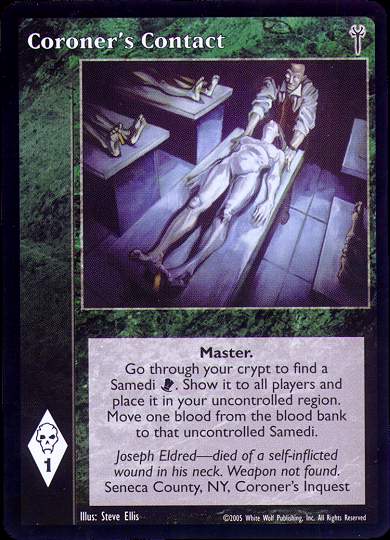 Coroner's Contact
Master.
Go through your crypt to find a
Samedi. Show it to all players and
place it in your uncontrolled region.
Move one blood from the blood bank
to that uncontrolled Samedi.
Joseph Eldred—died of a self-inflicted
wound in his neck. Weapon not found.
Seneca County, NY, Coroner's Inquest
1
Illus: Steve Ellis
©2005 White Wolf Publishing, Inc. All Rights Reserved